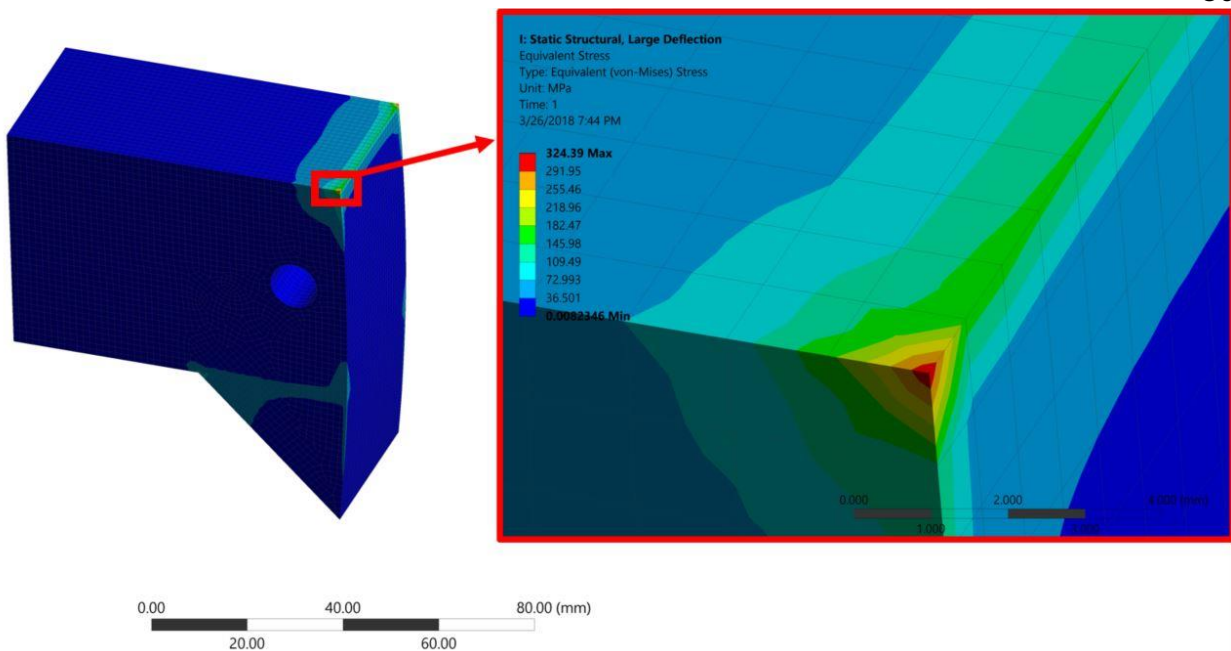 I: Static Structural, Large Deflection
Equivalent Stress
Type: Equivalent (von-Mises) Stress
Unit: MPa
Time: 1
3/26/2018 7:44 PM
324.39 Max
291.95
255.46
218.96
182.47
145.98
109.49
72.993
36.501
0.0082346 Min
0.000 2.000 4.000 (mm)
1.000
0.00 40.00 80.00 (mm)
20.00 60.00